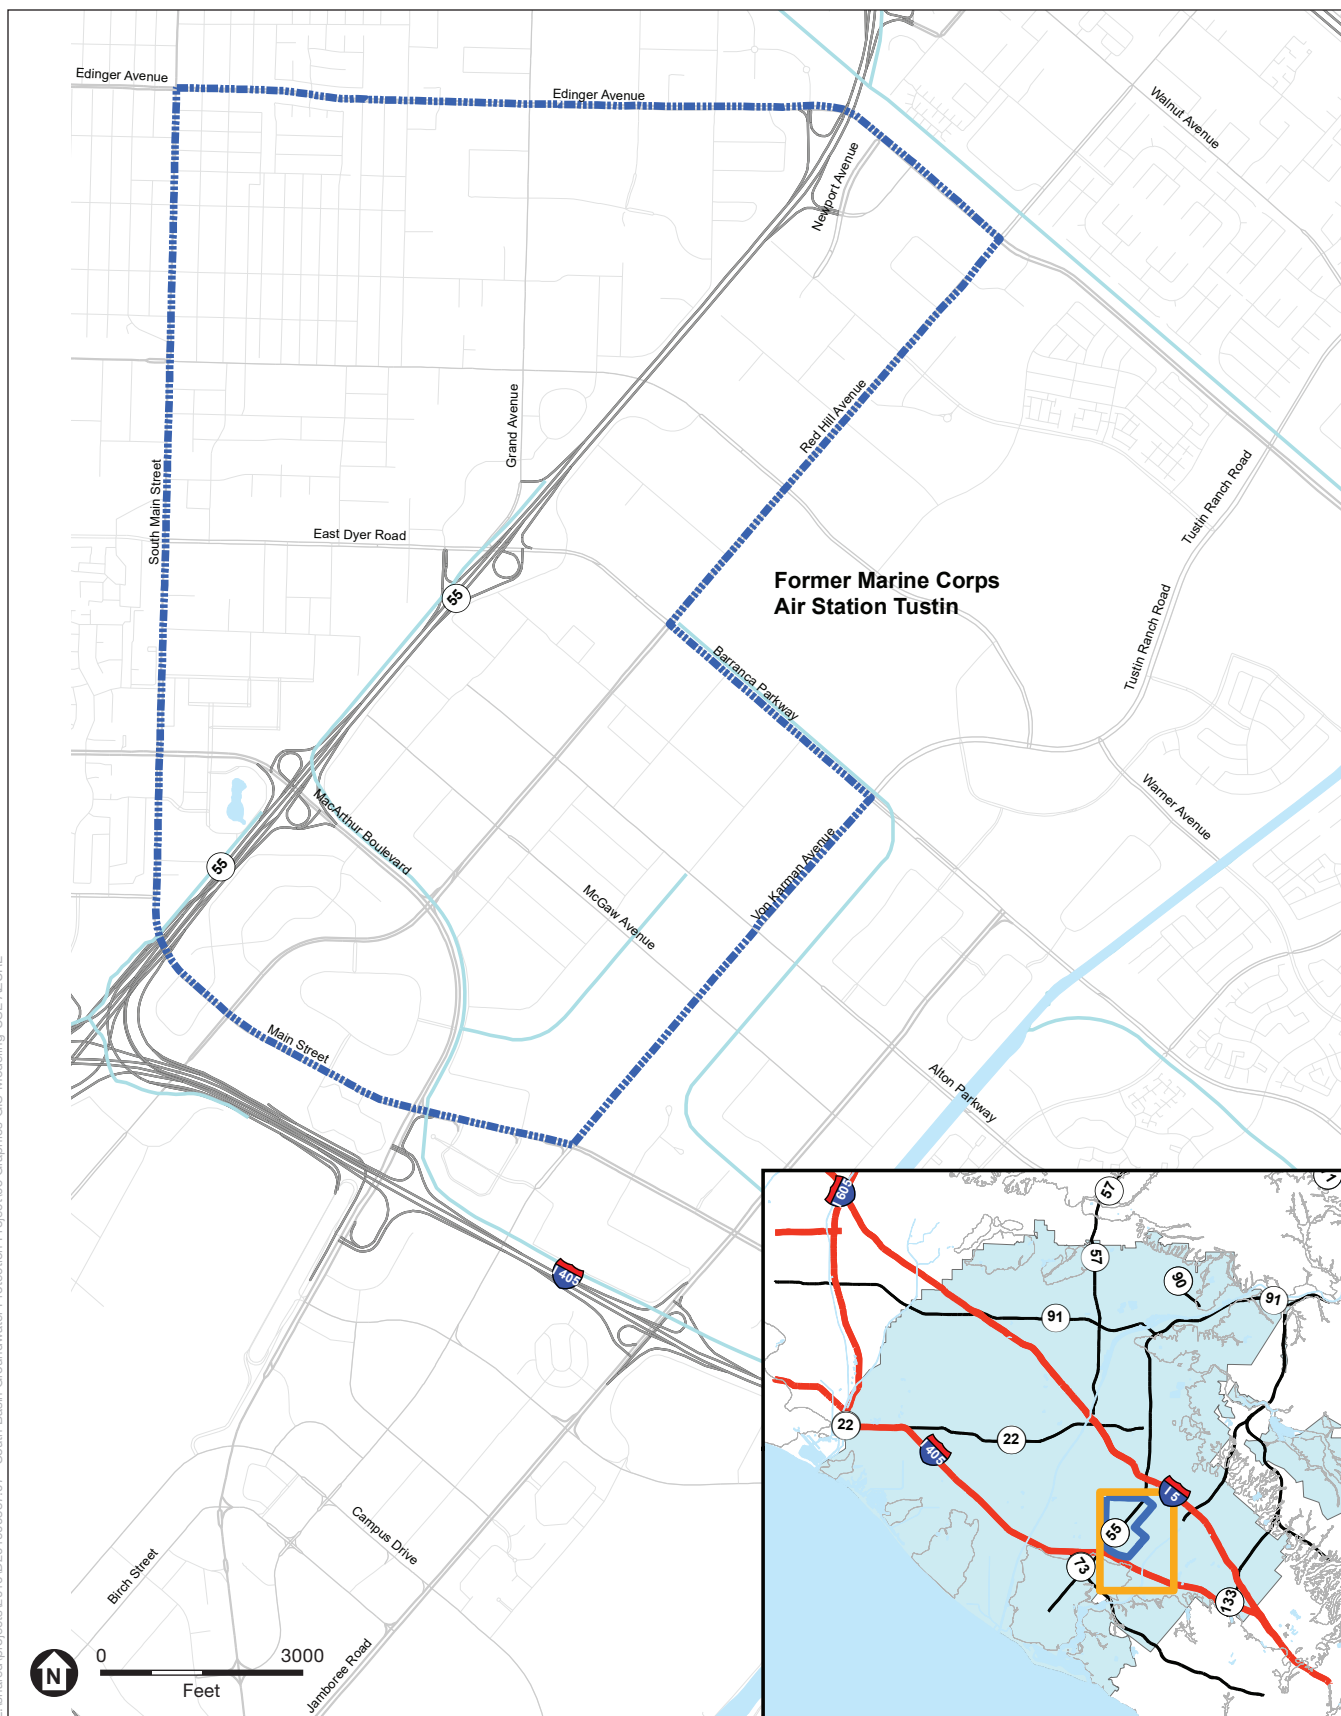 Edinger Avenue
Edinger Avenue
Walnut Avenue
Newport Avenue
Grand Avenue
Red Hill Avenue
South Main Street
East Dyer Road
Tustin Ranch Road
55
Former Marine Corps
Air Station Tustin
Tustin Ranch Road
Barranca Parkway
MacArthur Boulevard
Warner Avenue
55
McGaw Avenue
Von Karman Avenue
Main Street
Alton Parkway
I 405
Campus Drive
Birch Street
Jamboree Road
N
0 3000
Feet
I 605
57
57
90
91
91
22
22
405
I 5
55
73
133